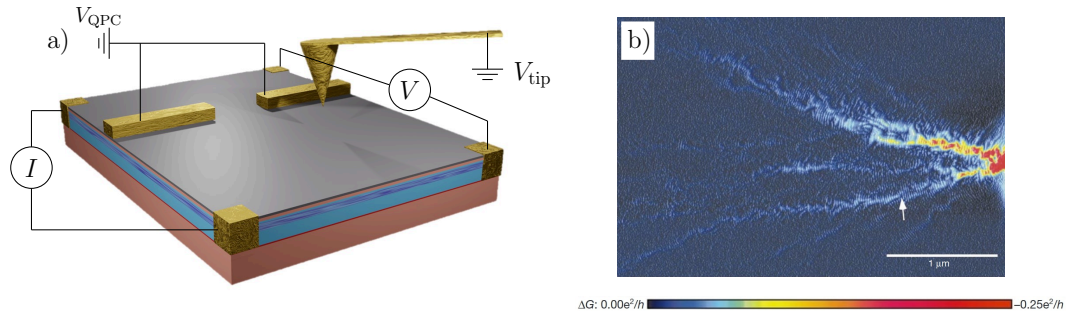 a)
V_QPC
V_tip
V
I
b)
1 µm
ΔG: 0.00e²/h
−0.25e²/h